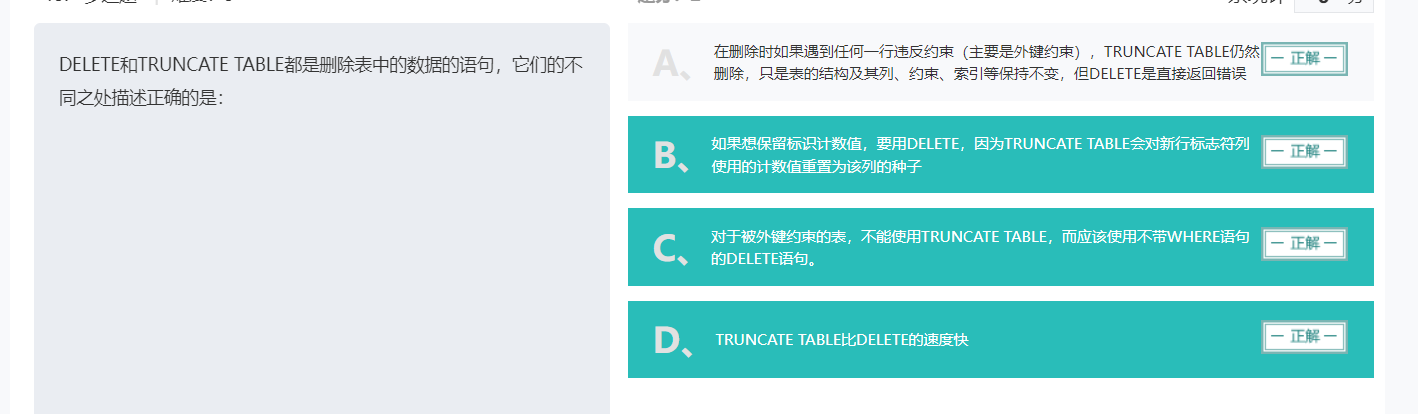 DELETE和TRUNCATE TABLE都是删除表中的数据的语句，它们的不
同之处描述正确的是：
A、
在删除时如果遇到任何一行违反约束（主要是外键约束），TRUNCATE TABLE仍然
删除，只是表的结构及其列、约束、索引等保持不变，但DELETE是直接返回错误
正解
B、
如果想保留标识计数值，要用DELETE，因为TRUNCATE TABLE会对新行标志符列
使用的计数值重置为该列的种子
正解
C、
对于被外键约束的表，不能使用TRUNCATE TABLE，而应该使用不带WHERE语句
的DELETE语句。
正解
D、
TRUNCATE TABLE比DELETE的速度快
正解